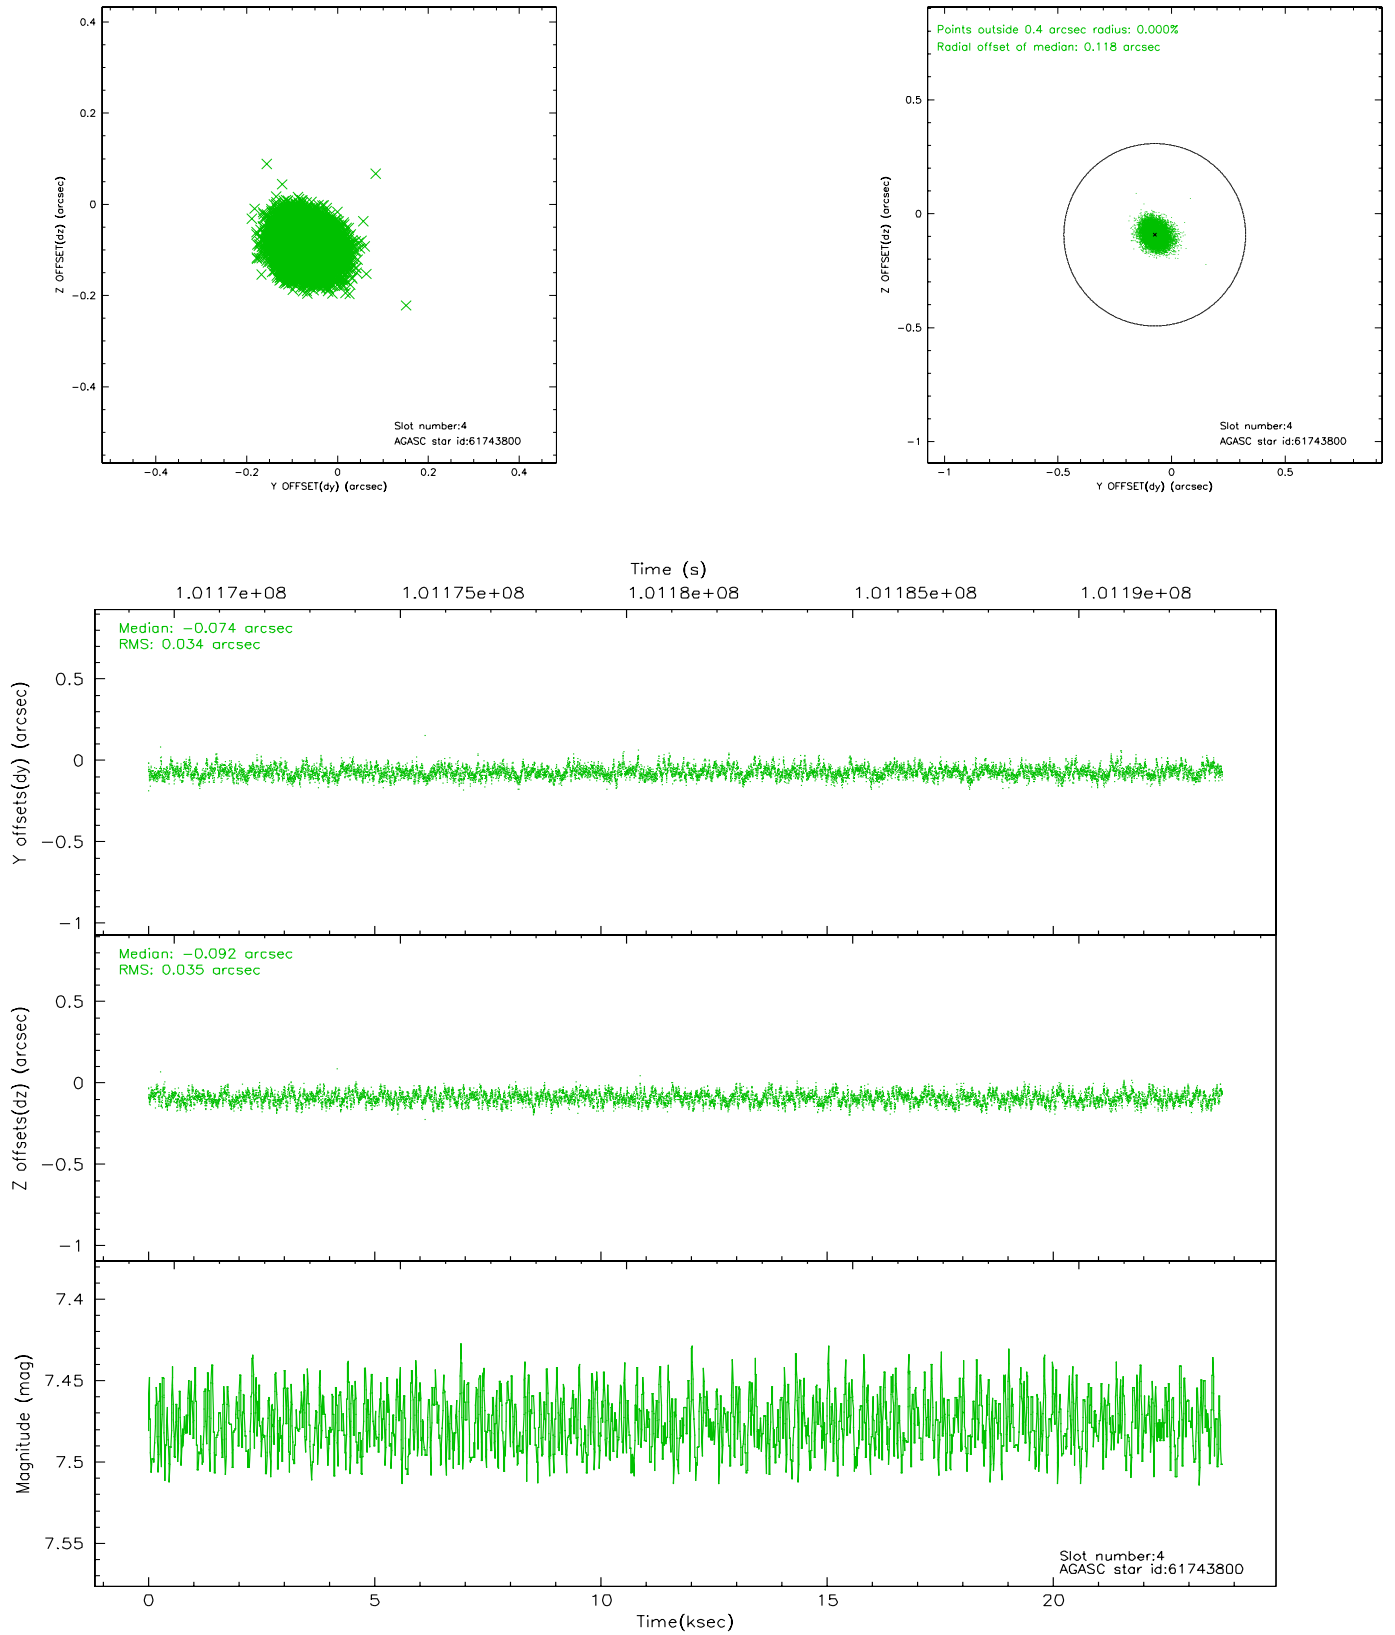 0.4
0.2
0
−0.2
−0.4
Z OFFSET(dz) (arcsec)
−0.4 −0.2 0 0.2 0.4
Y OFFSET(dy) (arcsec)
Slot number:4
AGASC star id:61743800
Points outside 0.4 arcsec radius: 0.000%
Radial offset of median: 0.118 arcsec
0.5
0
−0.5
−1
Z OFFSET(dz) (arcsec)
−1 −0.5 0 0.5
Y OFFSET(dy) (arcsec)
Slot number:4
AGASC star id:61743800
Time (s)
1.0117e+08 1.01175e+08 1.0118e+08 1.01185e+08 1.0119e+08
Median: −0.074 arcsec
RMS: 0.034 arcsec
0.5
0
−0.5
−1
Y offsets(dy) (arcsec)
Median: −0.092 arcsec
RMS: 0.035 arcsec
0.5
0
−0.5
−1
Z offsets(dz) (arcsec)
7.4
7.45
7.5
7.55
Magnitude (mag)
Slot number:4
AGASC star id:61743800
0 5 10 15 20
Time(ksec)